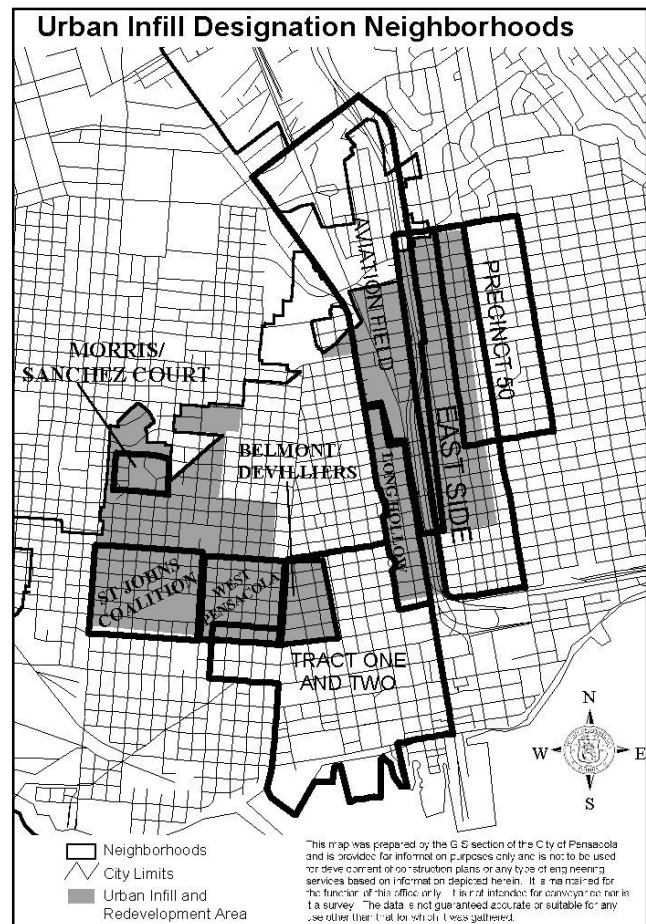 Urban Infill Designation Neighborhoods
AVIATION FIELD
PRECINCT 50
MORRIS/
SANCHEZ COURT
BELMONT/
DEVILLIERS
EAST SIDE
LONG HOLLOW
ST JOHNS
COALITION
WEST
PENSACOLA
TRACT ONE
AND TWO
N
W
E
S
Neighborhoods
City Limits
Urban Infill and
Redevelopment Area
This map was prepared by the GIS section of the City of Pensacola
and is provided for information purposes only and is not to be used
for development of construction plans or any type of engineering
services based on information depicted herein. It is maintained for
the function of this office only. It is not intended for conveyance nor is
it a survey. The data is not guaranteed accurate or suitable for any
use other than that for which it was gathered.